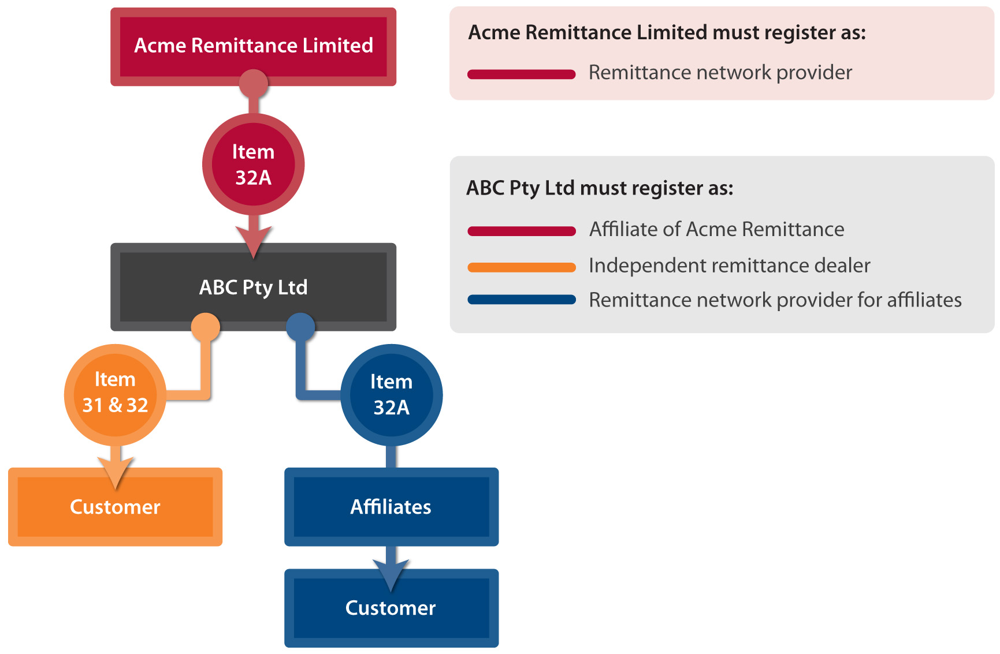 Acme Remittance Limited
Item
32A
ABC Pty Ltd
Item
31 & 32
Item
32A
Customer
Affiliates
Customer
Acme Remittance Limited must register as:
Remittance network provider
ABC Pty Ltd must register as:
Affiliate of Acme Remittance
Independent remittance dealer
Remittance network provider for affiliates